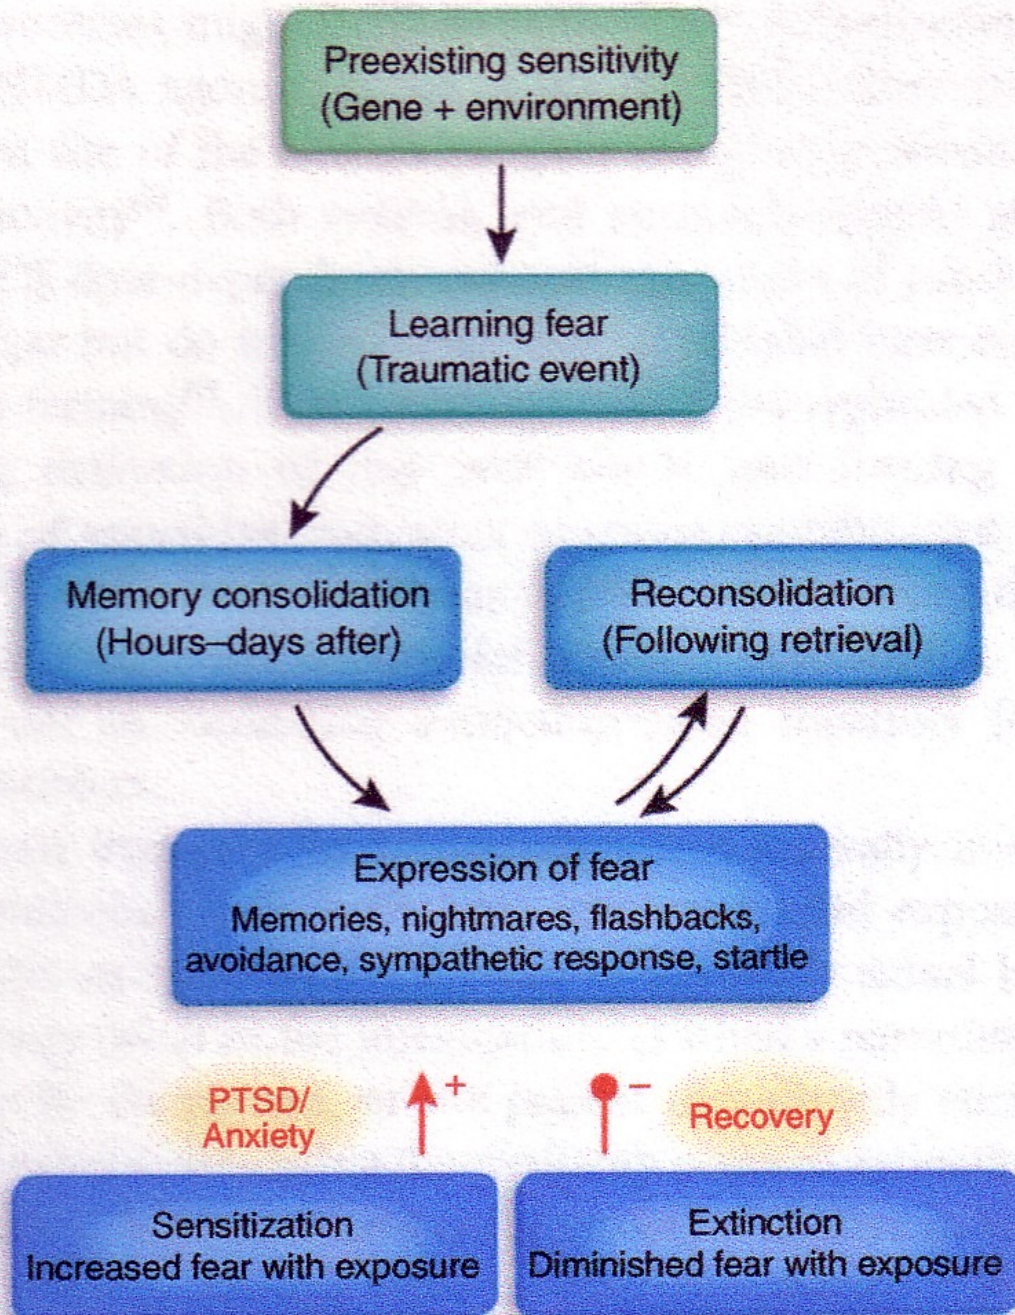 Preexisting sensitivity
(Gene + environment)
Learning fear
(Traumatic event)
Memory consolidation
(Hours–days after)
Reconsolidation
(Following retrieval)
Expression of fear
Memories, nightmares, flashbacks,
avoidance, sympathetic response, startle
PTSD/
Anxiety
+
–
Recovery
Sensitization
Increased fear with exposure
Extinction
Diminished fear with exposure